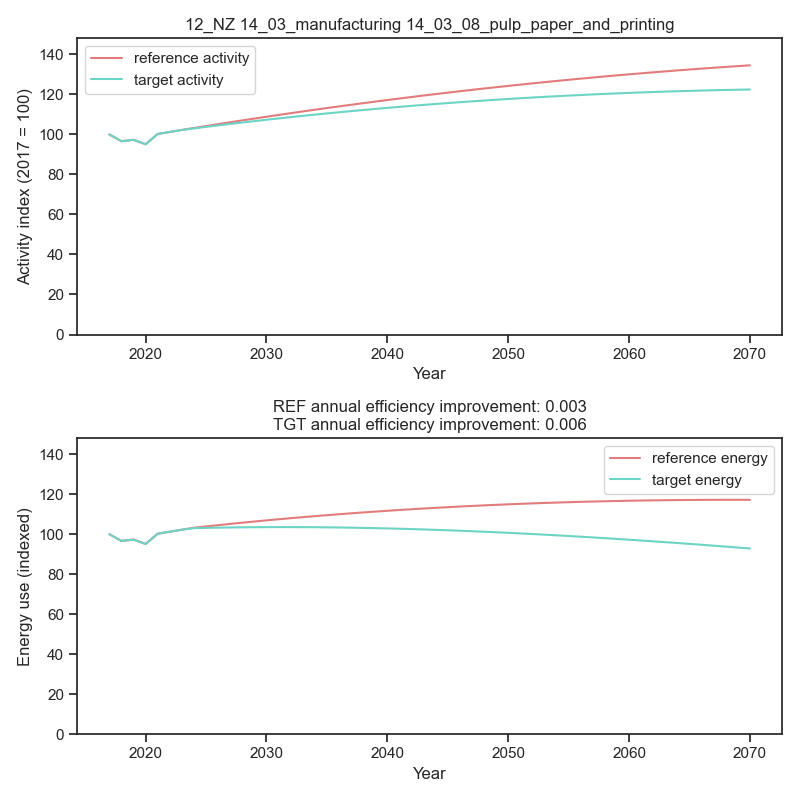 12_NZ 14_03_manufacturing 14_03_08_pulp_paper_and_printing
140
120
100
80
60
40
20
0
Activity index (2017 = 100)
reference activity
target activity
2020 2030 2040 2050 2060 2070
Year
REF annual efficiency improvement: 0.003
TGT annual efficiency improvement: 0.006
140
120
100
80
60
40
20
0
Energy use (indexed)
reference energy
target energy
2020 2030 2040 2050 2060 2070
Year